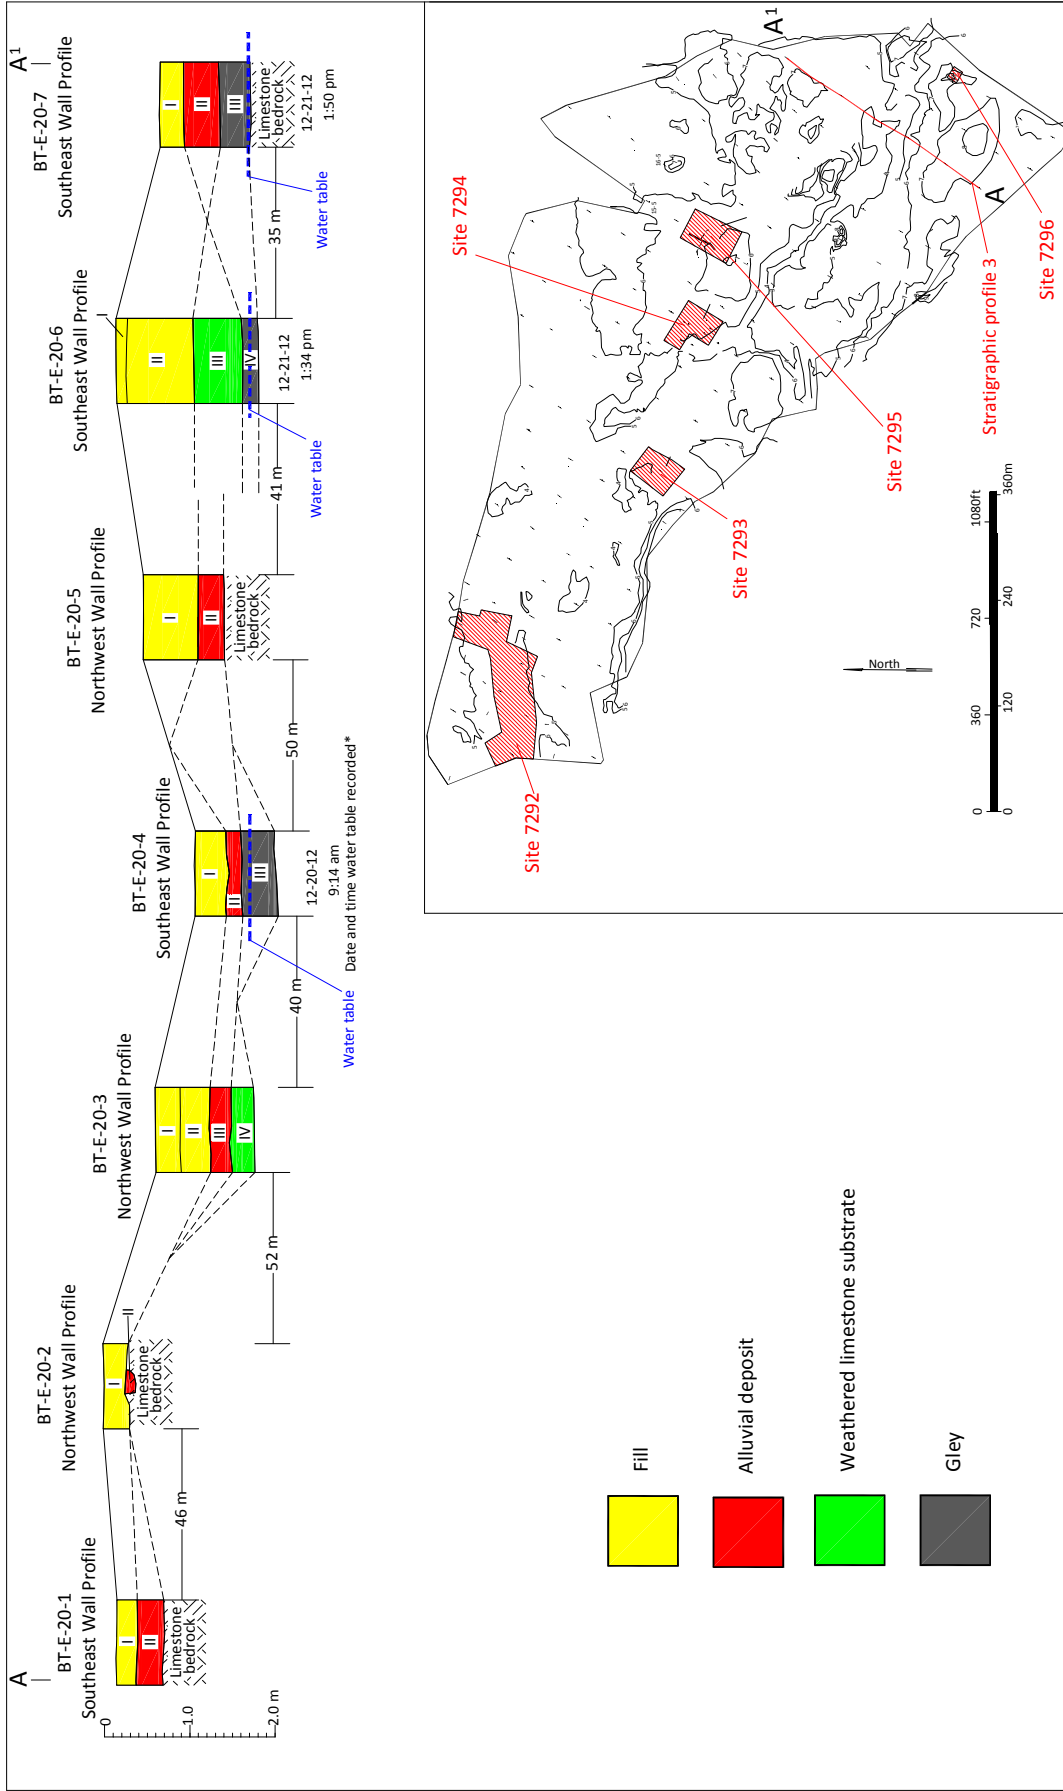 A
A1
BT-E-20-1
Southeast Wall Profile
BT-E-20-2
Northwest Wall Profile
BT-E-20-3
Northwest Wall Profile
BT-E-20-4
Southeast Wall Profile
BT-E-20-5
Northwest Wall Profile
BT-E-20-6
Southeast Wall Profile
BT-E-20-7
Southeast Wall Profile
0
1.0
2.0 m
I
II
Limestone
bedrock
46 m
I
II
Limestone
bedrock
52 m
I
II
III
IV
40 m
I
II
III
12-20-12
9:14 am
Date and time water table recorded*
Water table
50 m
I
II
Limestone
bedrock
41 m
I
II
III
IV
12-21-12
1:34 pm
Water table
35 m
I
II
III
Limestone
bedrock
12-21-12
1:50 pm
Water table
Fill
Alluvial deposit
Weathered limestone substrate
Gley
Site 7292
Site 7293
Site 7294
Site 7295
Site 7296
Stratigraphic profile 3
A
A1
North
0
360
720
1080ft
0
120
240
360m